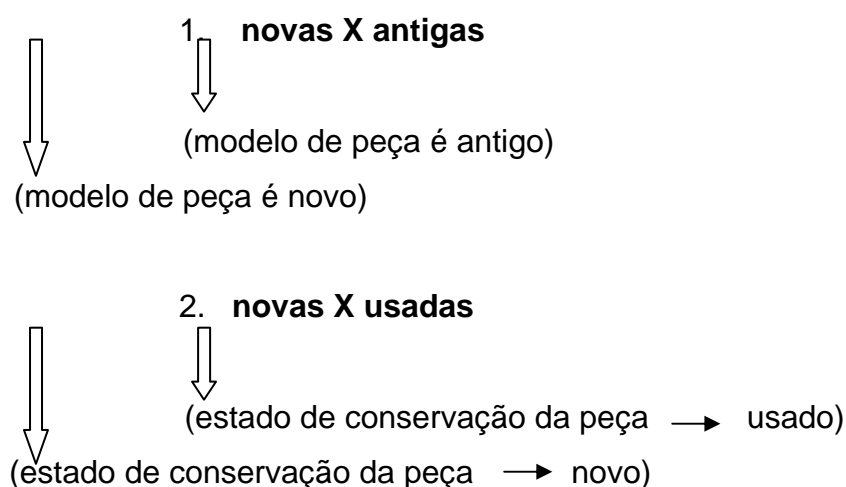 1. novas X antigas
(modelo de peça é antigo)
(modelo de peça é novo)
2. novas X usadas
(estado de conservação da peça → usado)
(estado de conservação da peça → novo)